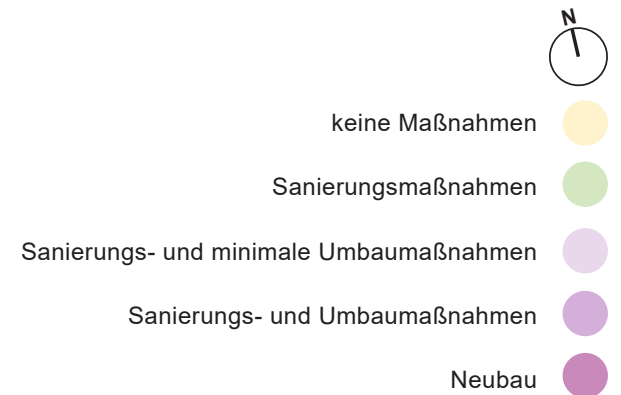 N
keine Maßnahmen
Sanierungsmaßnahmen
Sanierungs- und minimale Umbaumaßnahmen
Sanierungs- und Umbaumaßnahmen
Neubau